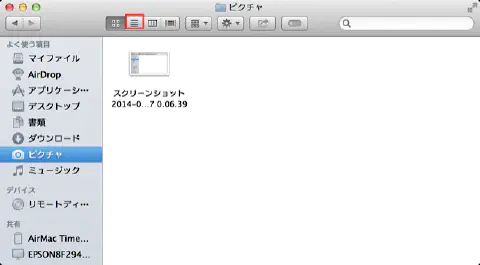 ピクチャ
よく使う項目
マイファイル
AirDrop
アプリケーシ…
デスクトップ
書類
ダウンロード
ピクチャ
ミュージック
デバイス
リモートディ…
共有
AirMac Time…
EPSON8F294…
スクリーンショット
2014-0...7 0.06.39